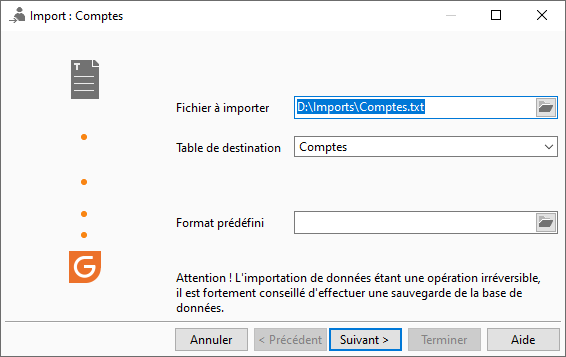 Import : Comptes
T
Fichier à importer D:\Imports\Comptes.txt
Table de destination Comptes
Format prédéfini
G
Attention ! L'importation de données étant une opération irréversible,
il est fortement conseillé d'effectuer une sauvegarde de la base de
données.
Annuler < Précédent Suivant > Terminer Aide